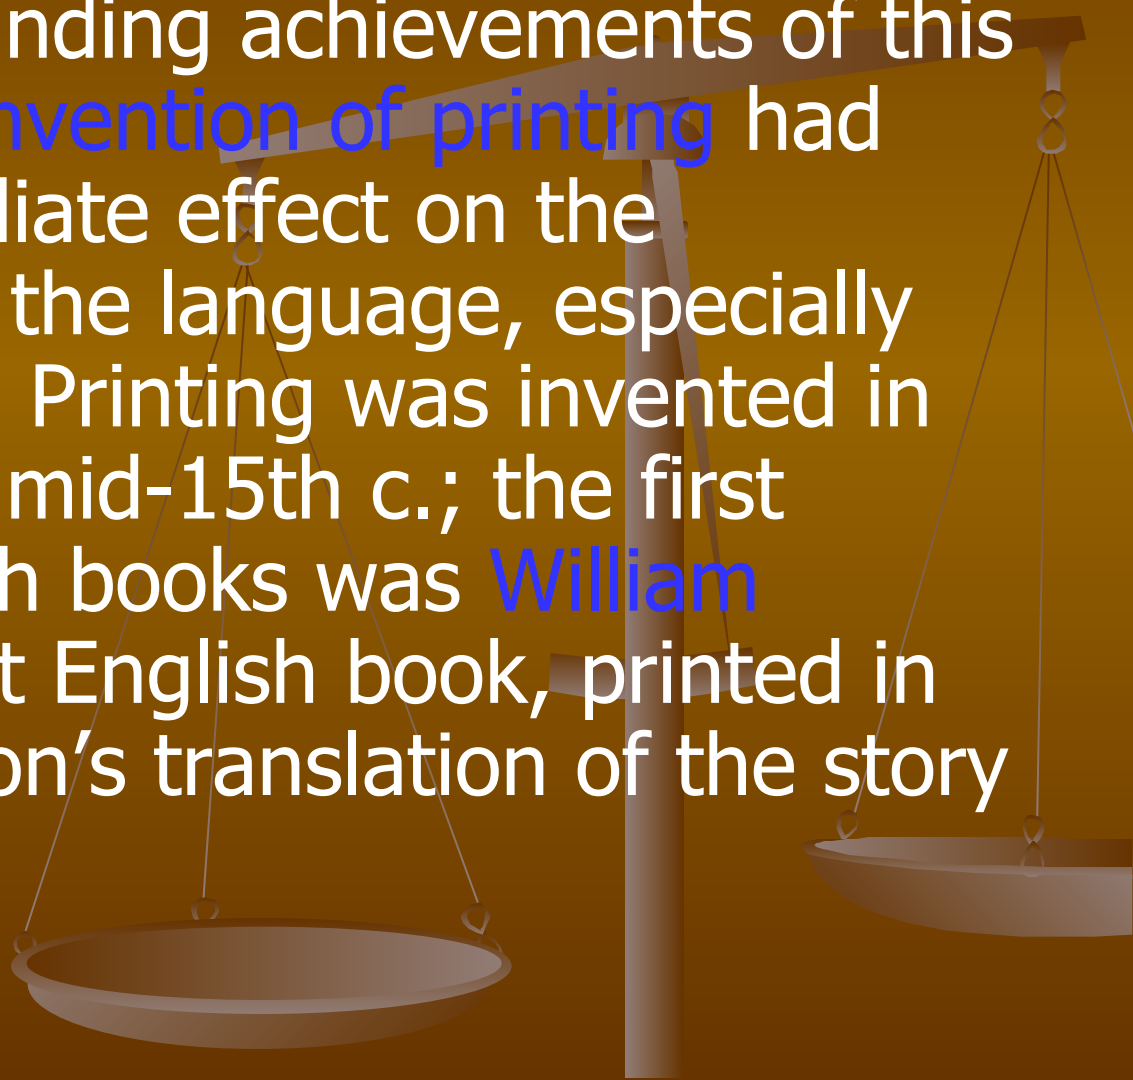 nding achievements of this
nvention of printing had
liate effect on the
the language, especially
Printing was invented in
mid-15th c.; the first
h books was William
t English book, printed in
on’s translation of the story